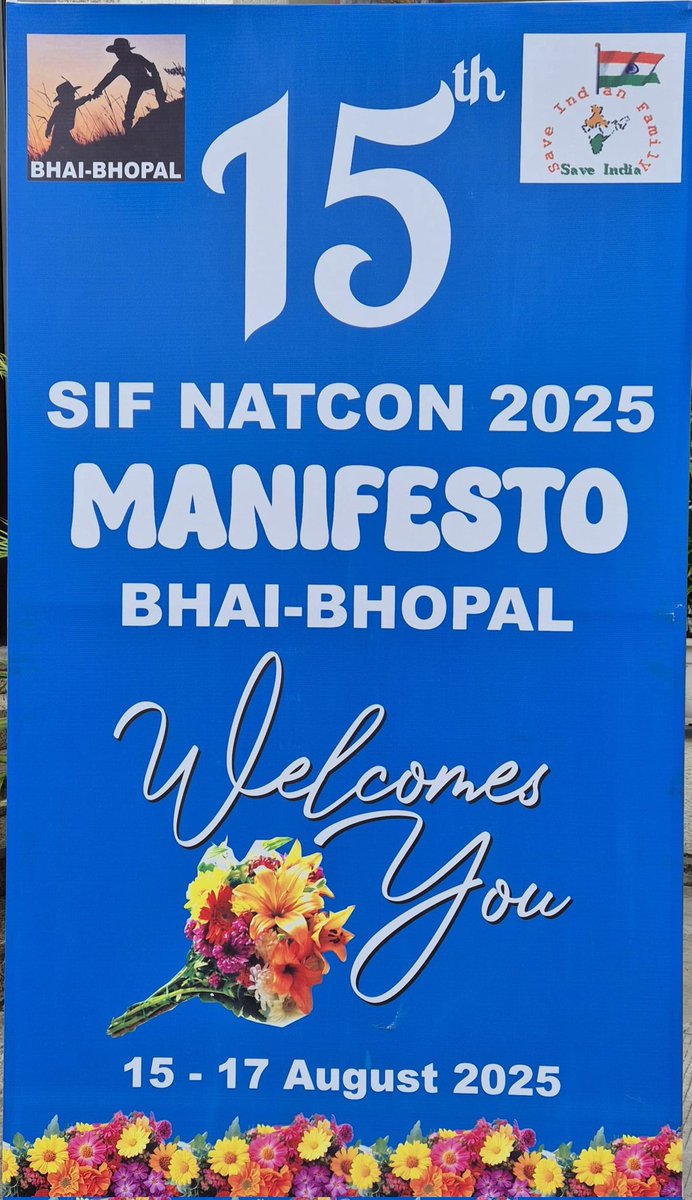 BHAI-BHOPAL
Save Indian Family
Save India
15th
SIF NATCON 2025
MANIFESTO
BHAI-BHOPAL
Welcomes
You
15 - 17 August 2025